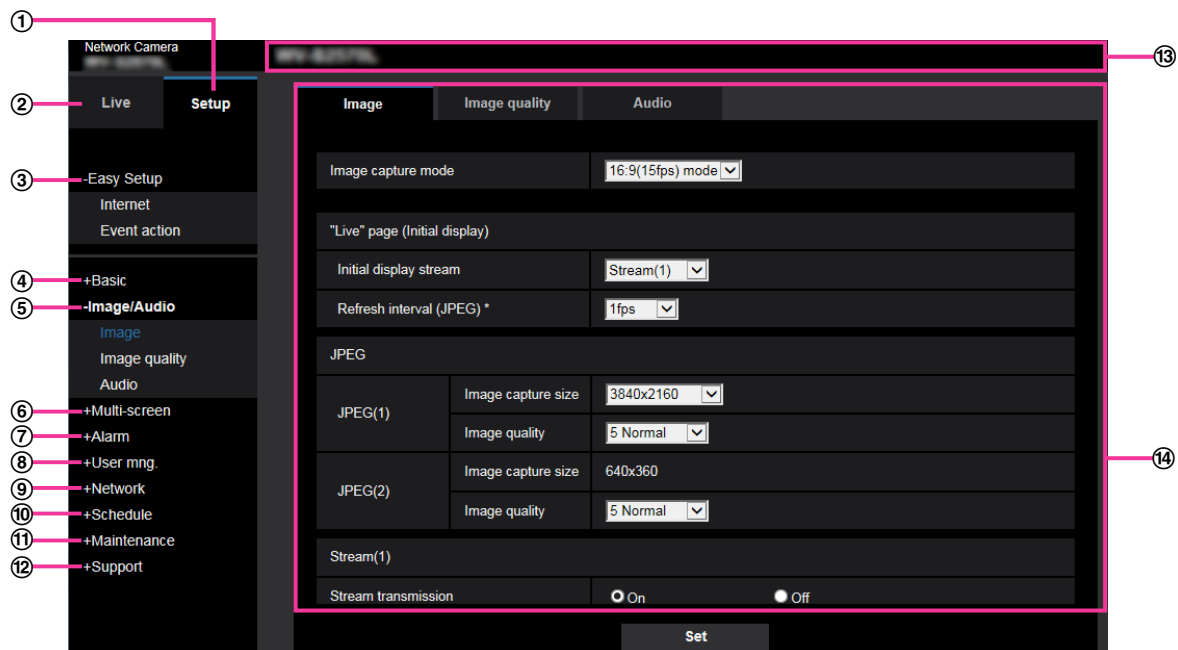 ①
Network Camera
⑬
② Live Setup
Image Image quality Audio
Image capture mode 16:9(15fps) mode
③ -Easy Setup
Internet
Event action
"Live" page (Initial display)
Initial display stream Stream(1)
④ +Basic
⑤ -Image/Audio
Refresh interval (JPEG) * 1fps
Image
Image quality
Audio
JPEG
JPEG(1) Image capture size 3840x2160
Image quality 5 Normal
⑥ +Multi-screen
⑦ +Alarm
⑧ +User mng.
⑨ +Network
⑩ +Schedule
⑪ +Maintenance
⑫ +Support
JPEG(2) Image capture size 640x360
Image quality 5 Normal
⑭
Stream(1)
Stream transmission On Off
Set